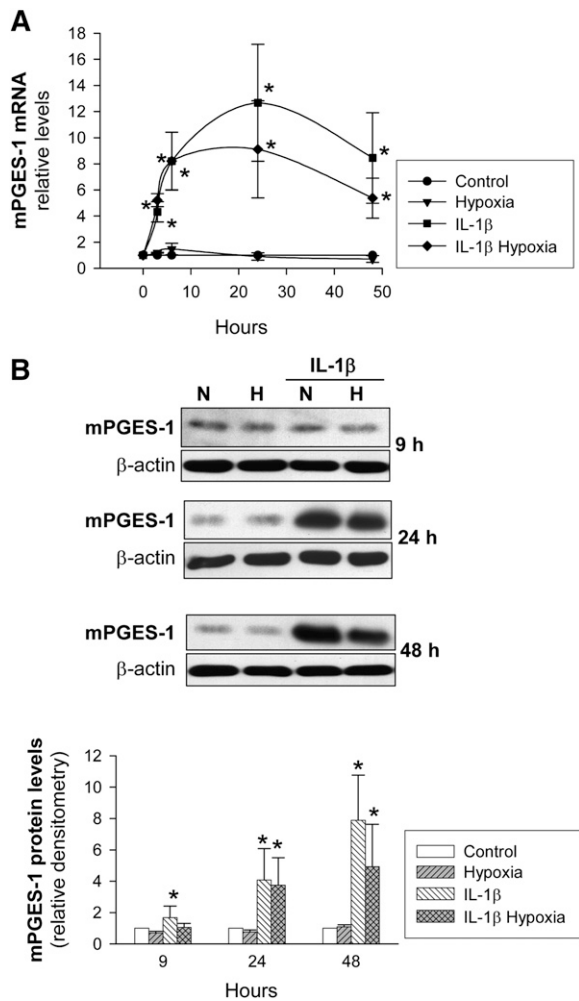 A
mPGES-1 mRNA
relative levels
18
16
14
12
10
8
6
4
2
0
* * * * * * * *
0 10 20 30 40 50
Hours
Control
Hypoxia
IL-1β
IL-1β Hypoxia
B
IL-1β
N H N H
mPGES-1
9 h
β-actin
mPGES-1
24 h
β-actin
mPGES-1
48 h
β-actin
mPGES-1 protein levels
(relative densitometry)
12
10
8
6
4
2
0
* * * * *
9 24 48
Hours
Control
Hypoxia
IL-1β
IL-1β Hypoxia